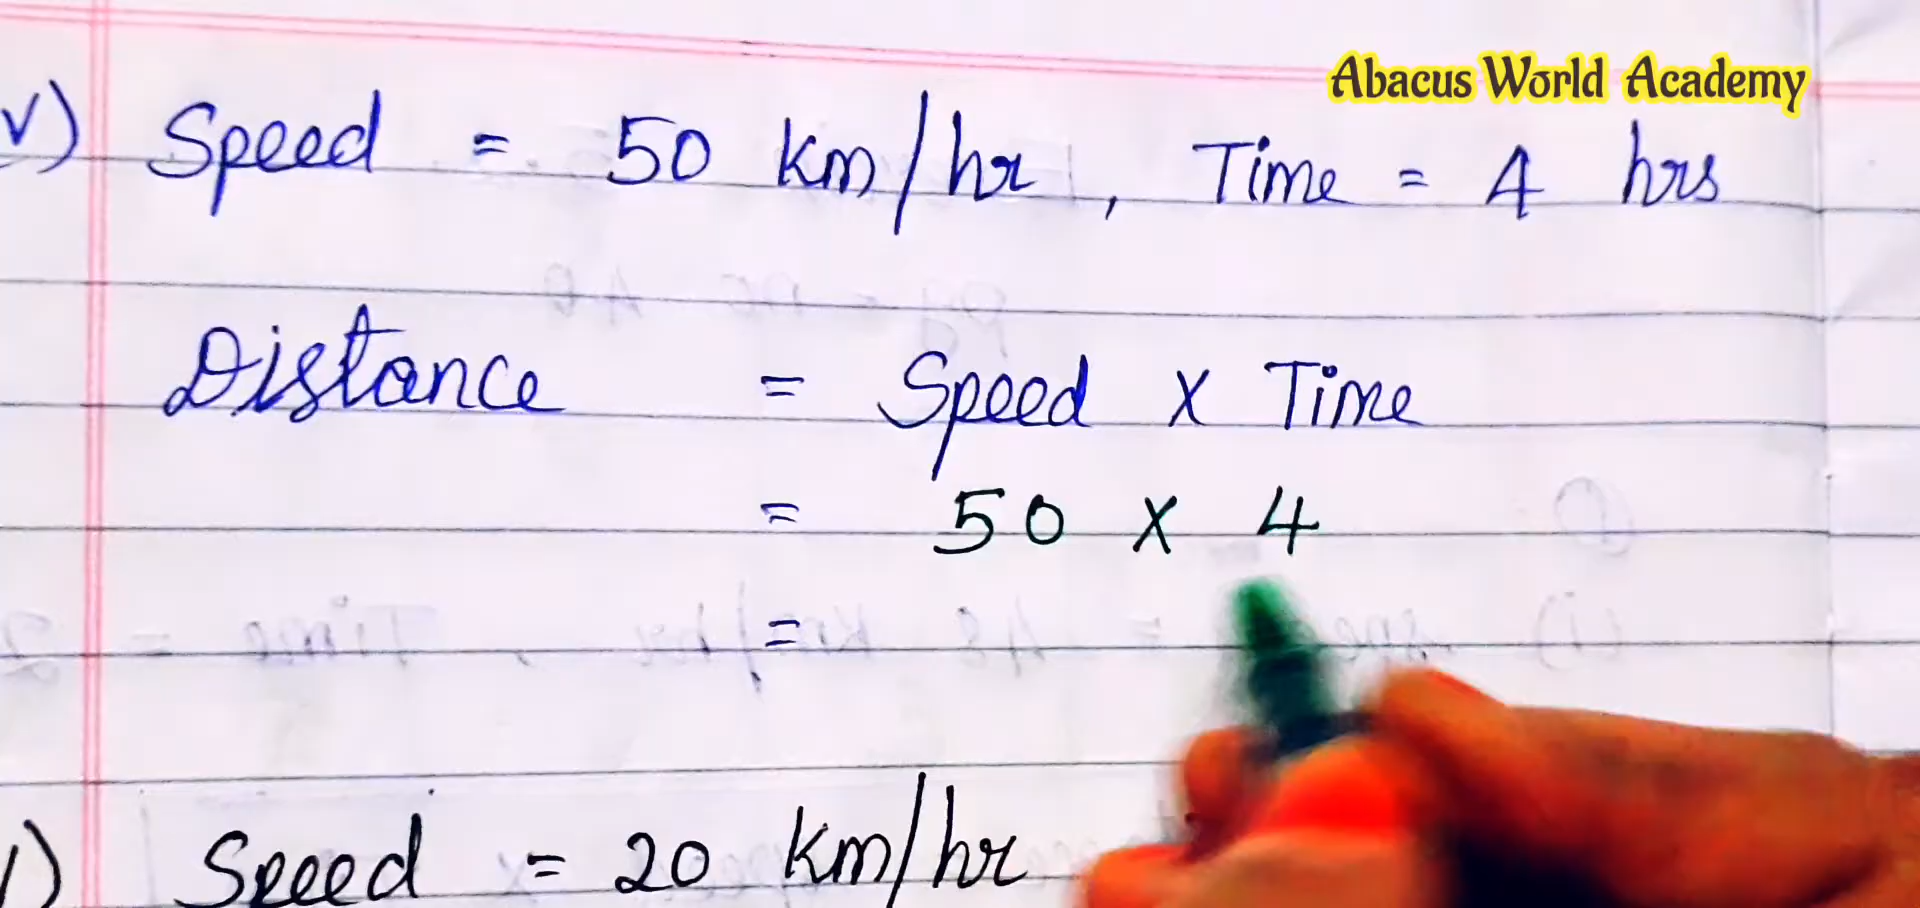 Abacus World Academy
v) Speed = 50 km/hr, Time = 4 hrs
Distance = Speed x Time
= 50 x 4
=
Speed = 20 km/hr